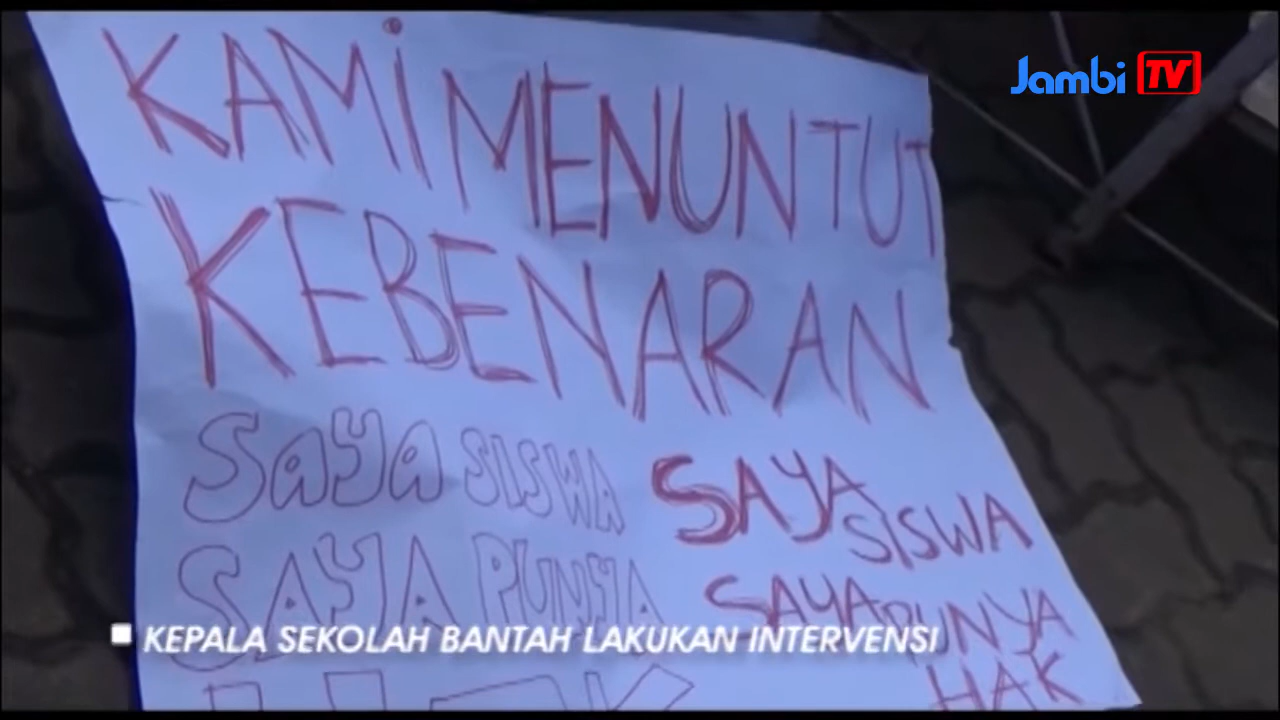 Jambi TV
KAMI MENUNTUT
KEBENARAN
SAYA SISWA
SAYA PUNYA
HAK
SAYA
SISWA
SAYA PUNYA
HAK
KEPALA SEKOLAH BANTAH LAKUKAN INTERVENSI